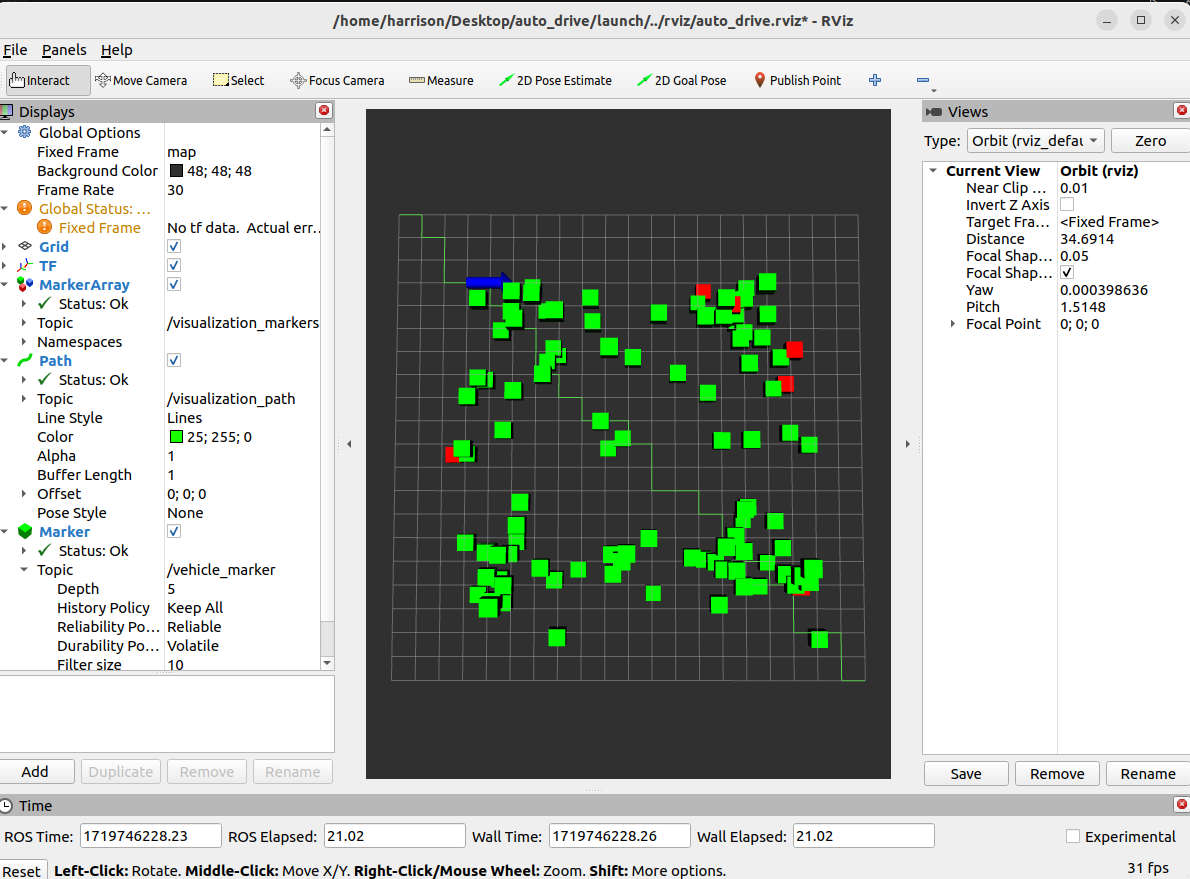 /home/harrison/Desktop/auto_drive/launch/../rviz/auto_drive.rviz* - RViz
File Panels Help
Interact Move Camera Select Focus Camera Measure 2D Pose Estimate 2D Goal Pose Publish Point
Displays
Global Options
Fixed Frame map
Background Color 48; 48; 48
Frame Rate 30
Global Status: ...
Fixed Frame No tf data. Actual err...
Grid
TF
MarkerArray
Status: Ok
Topic /visualization_markers
Namespaces
Path
Status: Ok
Topic /visualization_path
Line Style Lines
Color 25; 255; 0
Alpha 1
Buffer Length 1
Offset 0; 0; 0
Pose Style None
Marker
Status: Ok
Topic /vehicle_marker
Depth 5
History Policy Keep All
Reliability Po... Reliable
Durability Po... Volatile
Filter size 10
Add Duplicate Remove Rename
Views
Type: Orbit (rviz_defau Zero
Current View Orbit (rviz)
Near Clip ... 0.01
Invert Z Axis
Target Fra... <Fixed Frame>
Distance 34.6914
Focal Shap... 0.05
Focal Shap...
Yaw 0.000398636
Pitch 1.5148
Focal Point 0; 0; 0
Save Remove Rename
Time
ROS Time: 1719746228.23 ROS Elapsed: 21.02 Wall Time: 1719746228.26 Wall Elapsed: 21.02 Experimental
Reset Left-Click: Rotate. Middle-Click: Move X/Y. Right-Click/Mouse Wheel: Zoom. Shift: More options. 31 fps